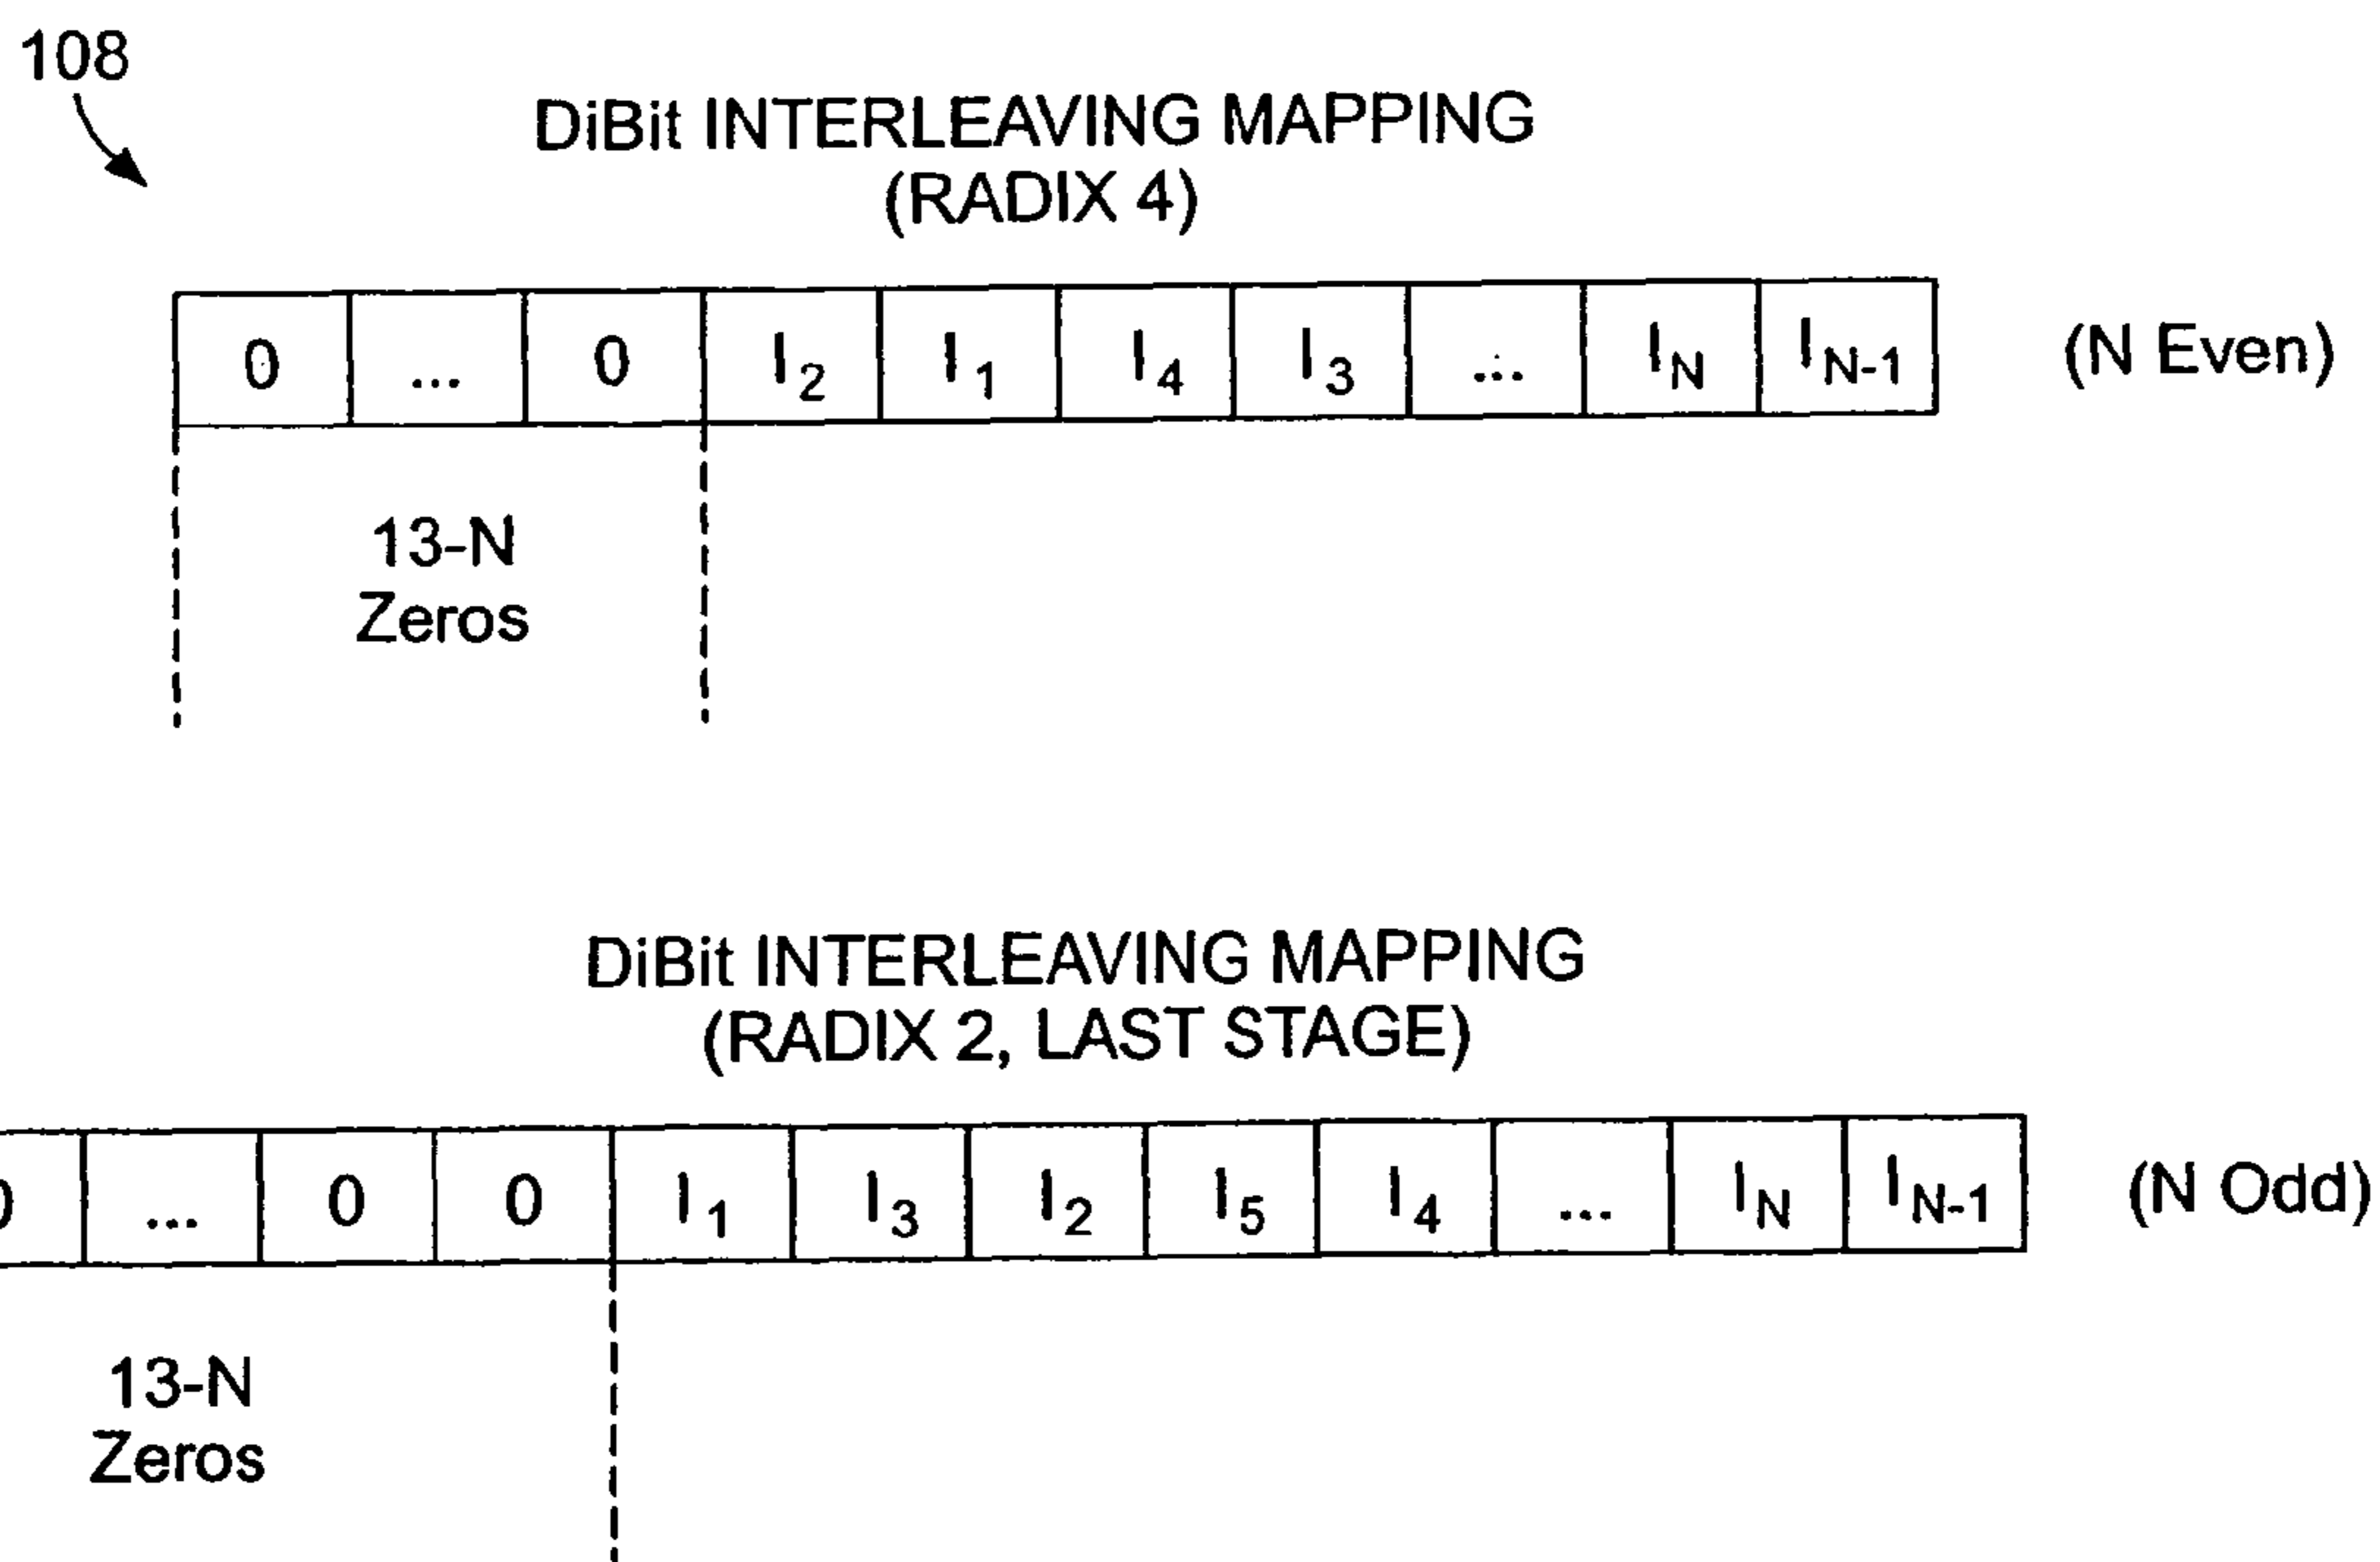 108
DiBit INTERLEAVING MAPPING
(RADIX 4)
0 ... 0 I2 I1 I4 I3 ... IN IN-1 (N Even)
13-N
Zeros
DiBit INTERLEAVING MAPPING
(RADIX 2, LAST STAGE)
... 0 0 I1 I3 I2 I5 I4 ... IN IN-1 (N Odd)
13-N
Zeros